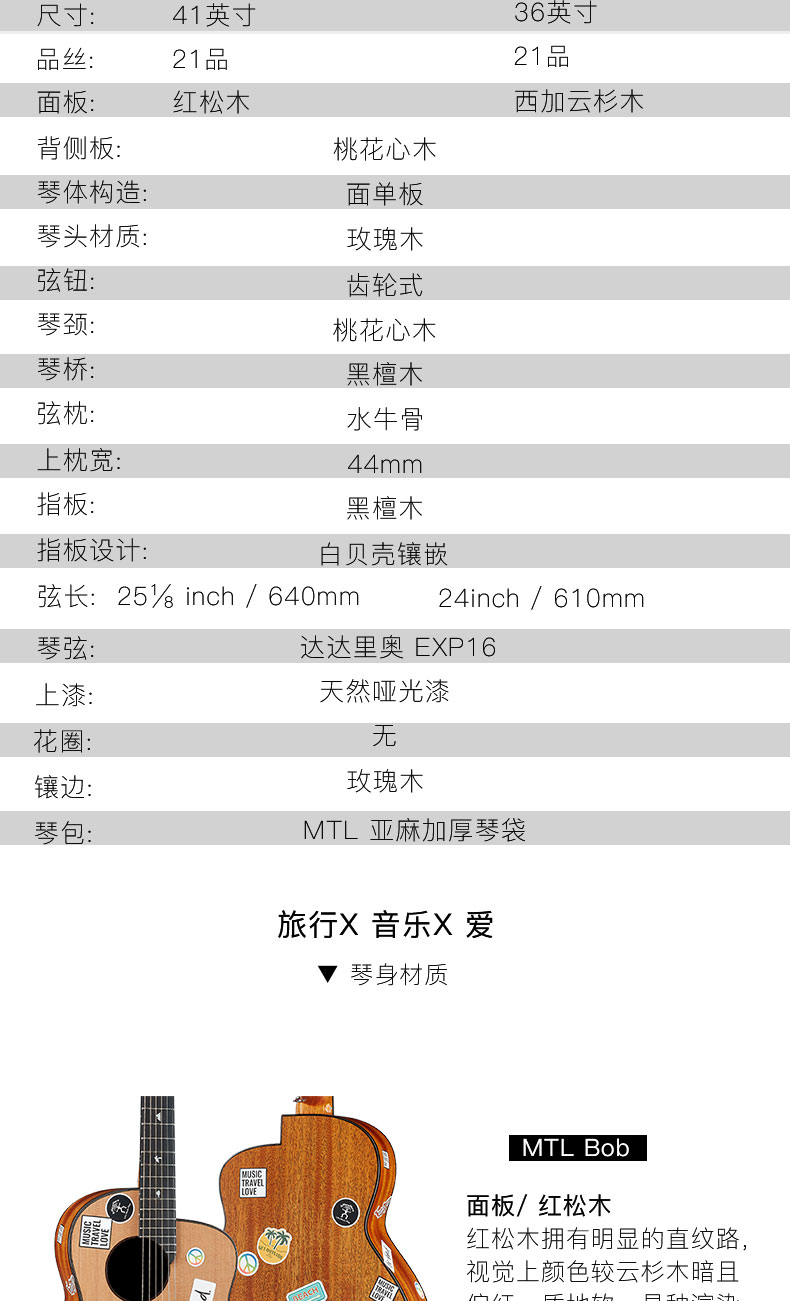 尺寸: 41英寸 36英寸
品丝: 21品 21品
面板: 红松木 西加云杉木
背侧板: 桃花心木
琴体构造: 面单板
琴头材质: 玫瑰木
弦钮: 齿轮式
琴颈: 桃花心木
琴桥: 黑檀木
弦枕: 水牛骨
上枕宽: 44mm
指板: 黑檀木
指板设计: 白贝壳镶嵌
弦长: 25⅛ inch / 640mm 24inch / 610mm
琴弦: 达达里奥 EXP16
上漆: 天然哑光漆
花圈: 无
镶边: 玫瑰木
琴包: MTL 亚麻加厚琴袋
旅行X 音乐X 爱
▼ 琴身材质
MTL Bob
面板/ 红松木
红松木拥有明显的直纹路,
视觉上颜色较云杉木暗且
MUSIC
TRAVEL
LOVE
MUSIC
TRAVEL
LOVE
BEACH
MUSIC
TRAVEL
LOVE